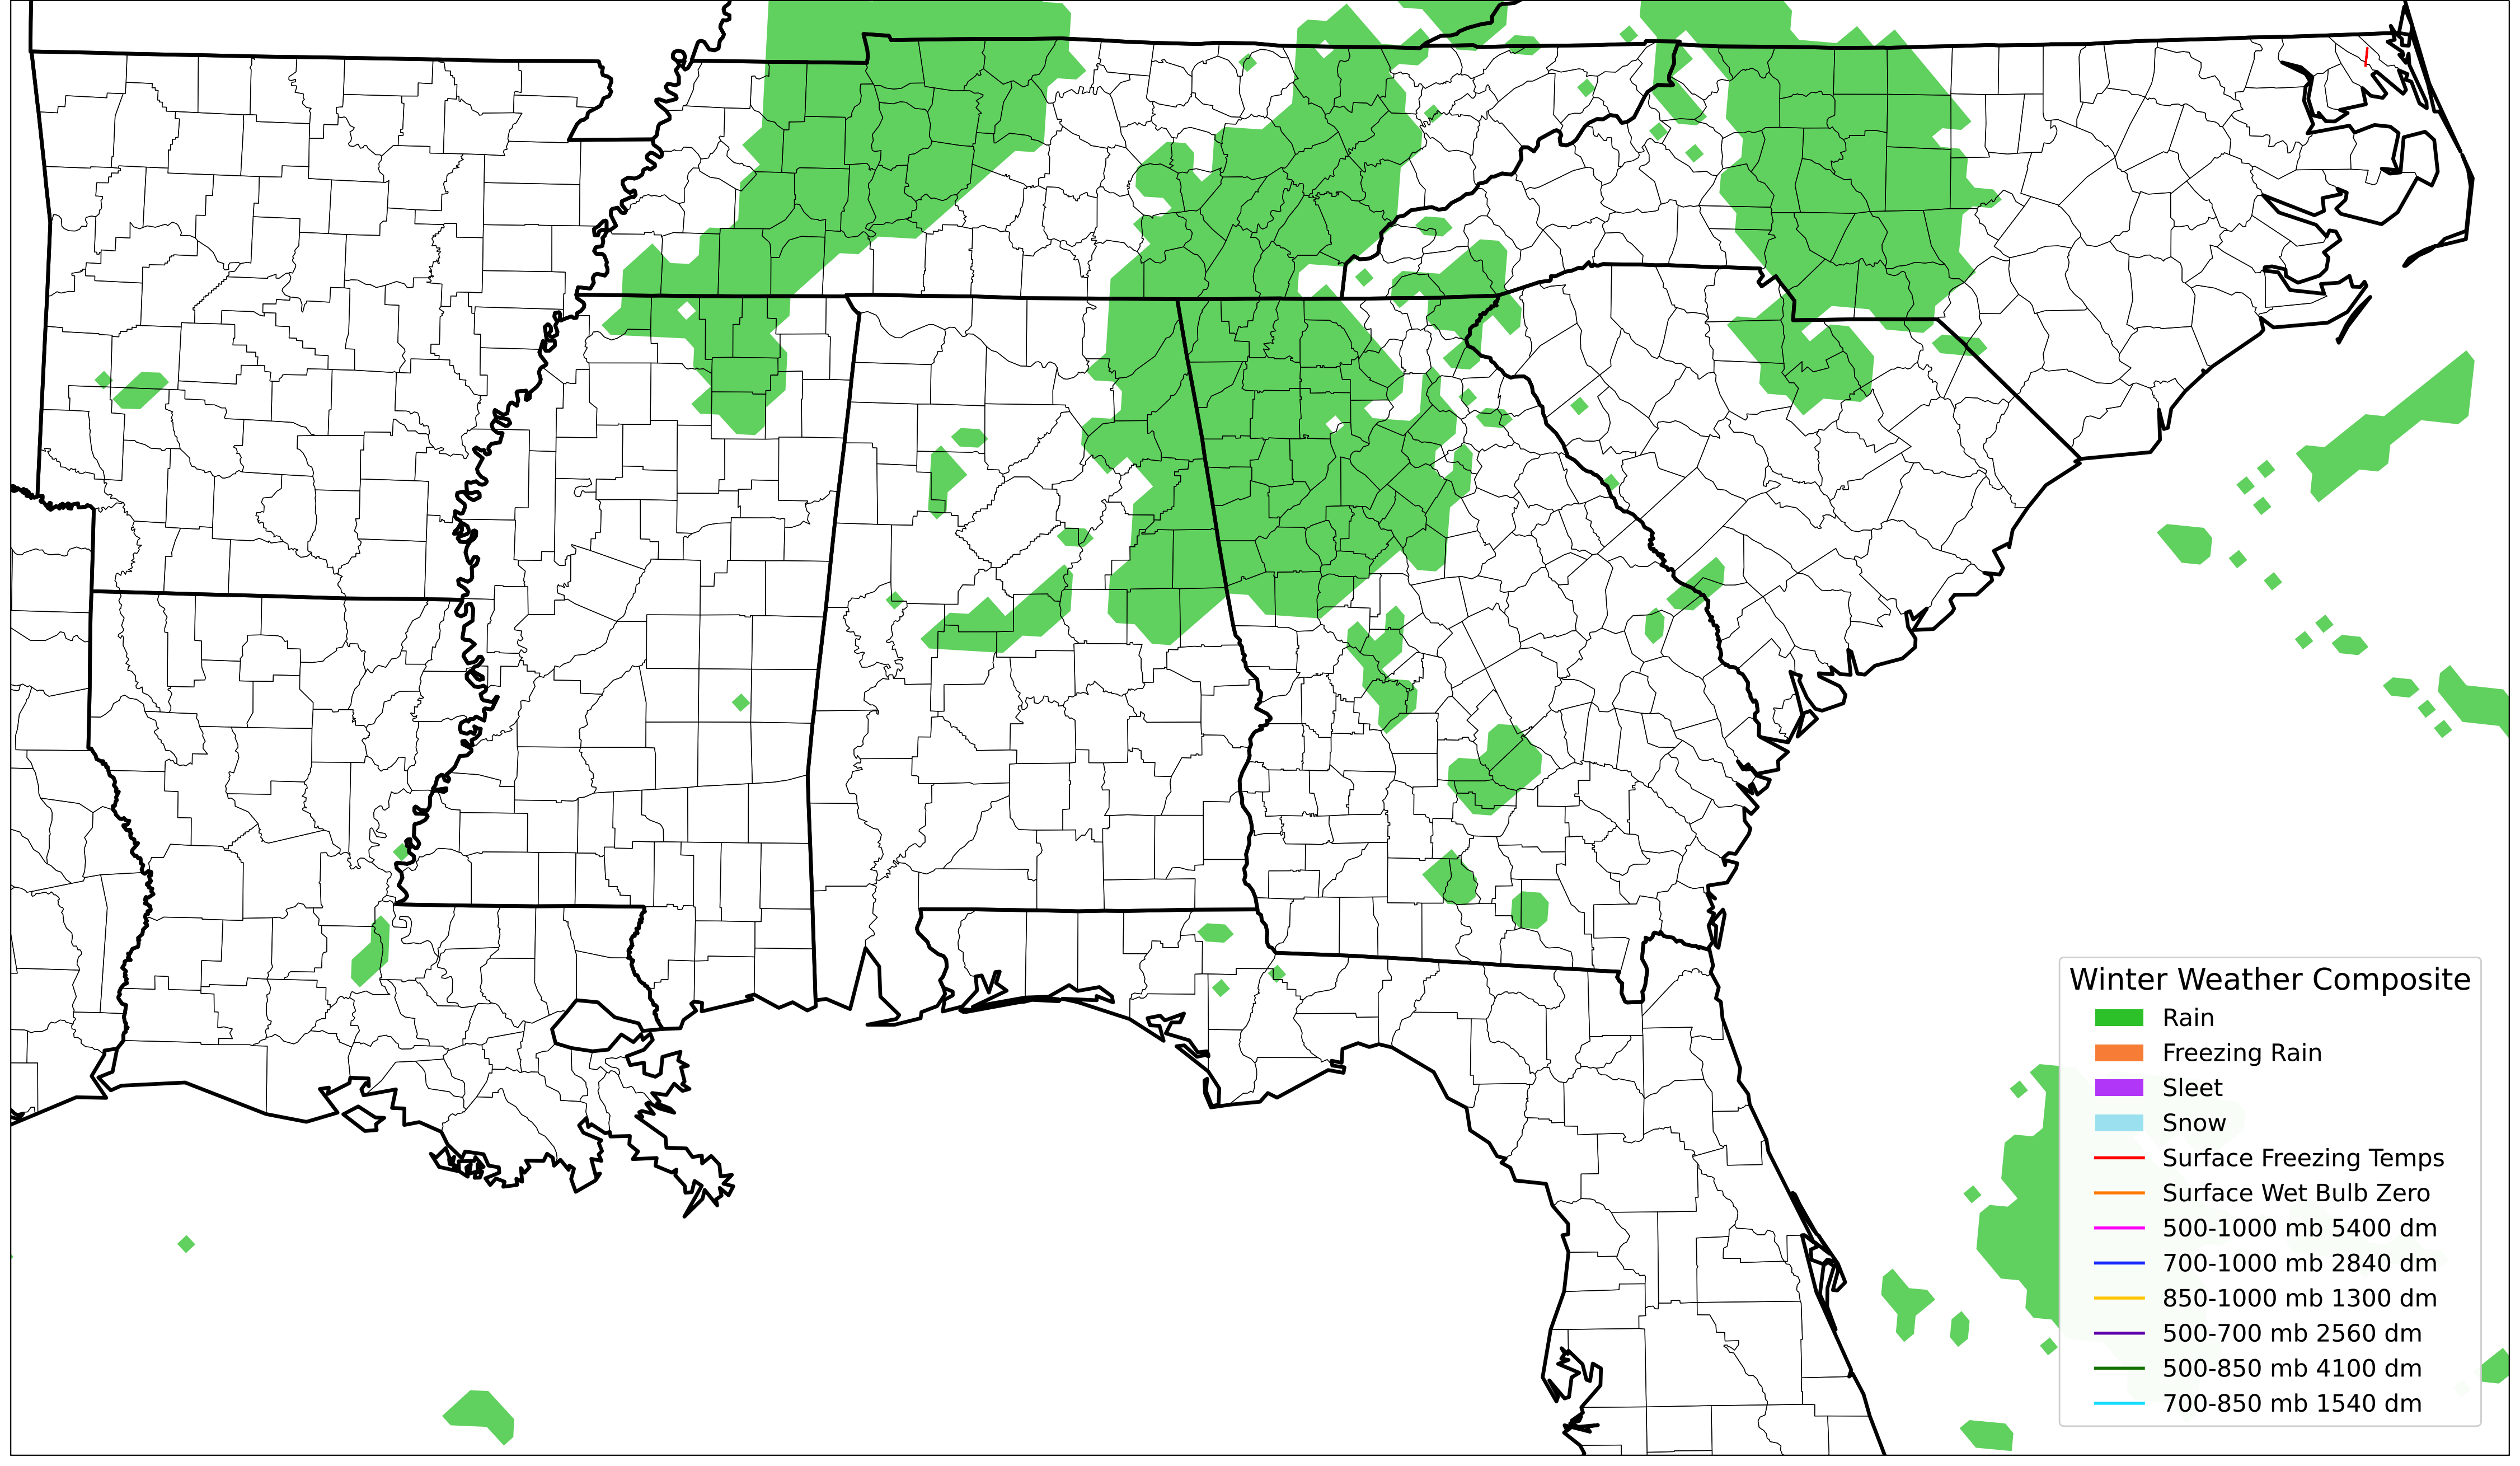 Winter Weather Composite
Rain
Freezing Rain
Sleet
Snow
Surface Freezing Temps
Surface Wet Bulb Zero
500-1000 mb 5400 dm
700-1000 mb 2840 dm
850-1000 mb 1300 dm
500-700 mb 2560 dm
500-850 mb 4100 dm
700-850 mb 1540 dm